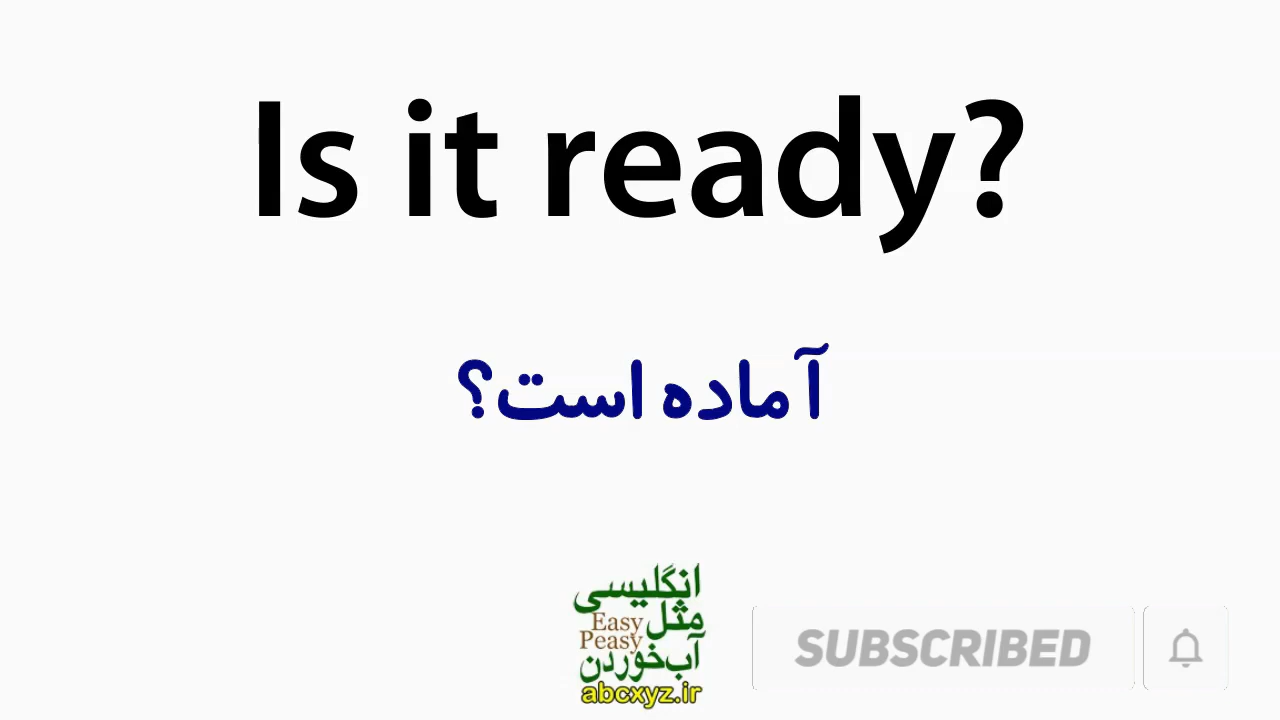 Is it ready?
آماده است؟
انگلیسی
مثل
Easy
Peasy
آب‌خوردن
abcxyz.ir
SUBSCRIBED